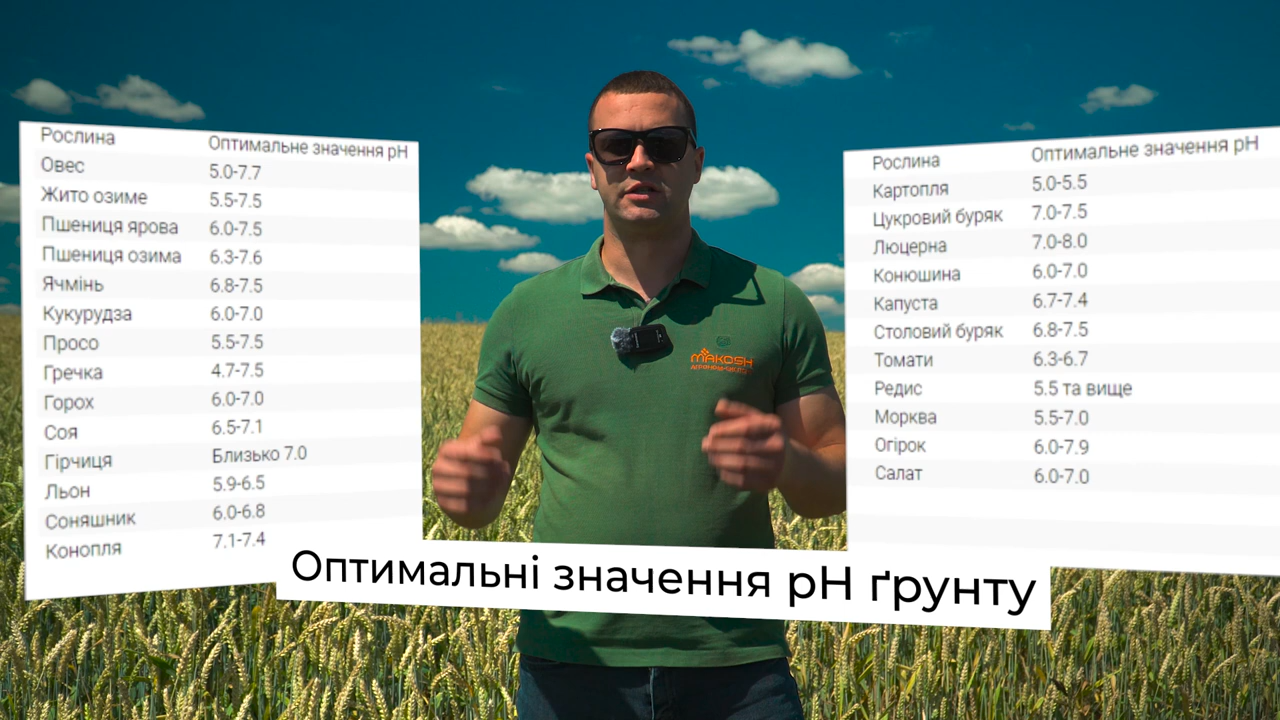 Рослина Оптимальне значення pH
Овес 5.0-7.7
Жито озиме 5.5-7.5
Пшениця ярова 6.0-7.5
Пшениця озима 6.3-7.6
Ячмінь 6.8-7.5
Кукурудза 6.0-7.0
Просо 5.5-7.5
Гречка 4.7-7.5
Горох 6.0-7.0
Соя 6.5-7.1
Гірчиця Близько 7.0
Льон 5.9-6.5
Соняшник 6.0-6.8
Конопля 7.1-7.4
MAKOSH
Рослина Оптимальне значення pH
Картопля 5.0-5.5
Цукровий буряк 7.0-7.5
Люцерна 7.0-8.0
Конюшина 6.0-7.0
Капуста 6.7-7.4
Столовий буряк 6.8-7.5
Томати 6.3-6.7
Редис 5.5 та вище
Морква 5.5-7.0
Огірок 6.0-7.9
Салат 6.0-7.0
Оптимальні значення pH ґрунту